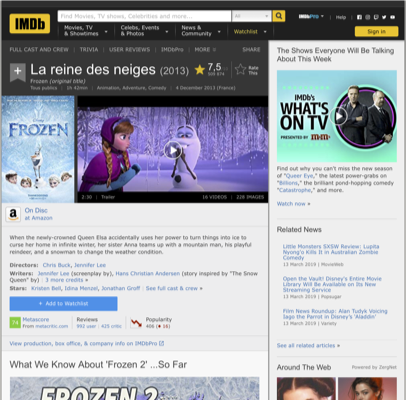 IMDb
Find Movies, TV shows, Celebrities and more...
All
IMDbPro
Help
Movies, TV
& Showtimes
Celebs, Events
& Photos
News &
Community
Watchlist
Sign in
FULL CAST AND CREW | TRIVIA | USER REVIEWS | IMDbPro | MORE
SHARE
La reine des neiges (2013)
7,5
Rate
This
Frozen (original title)
Tous publics | 1h 42min | Animation, Adventure, Comedy | 4 December 2013 (France)
FROZEN
2:30 | Trailer
16 VIDEOS | 228 IMAGES
On Disc
at Amazon
When the newly-crowned Queen Elsa accidentally uses her power to turn things into ice to
curse her home in infinite winter, her sister Anna teams up with a mountain man, his playful
reindeer, and a snowman to change the weather condition.
Directors: Chris Buck, Jennifer Lee
Writers: Jennifer Lee (screenplay by), Hans Christian Andersen (story inspired by "The Snow
Queen" by) | 3 more credits »
Stars: Kristen Bell, Idina Menzel, Jonathan Groff | See full cast & crew »
+ Add to Watchlist
74
Metascore
From metacritic.com
Reviews
992 user | 425 critic
Popularity
406
View production, box office, & company info on IMDbPro
What We Know About 'Frozen 2' ...So Far
FROZEN 2
The Shows Everyone Will Be Talking
About This Week
IMDb's
WHAT'S
ON TV
PRESENTED BY m&m's
Find out why you can't miss the new season
of "Queer Eye," the latest power-grabs on
"Billions," the brilliant pond-hopping comedy
"Catastrophe," and more.
Watch now »
Related News
Little Monsters SXSW Review: Lupita
Nyong'o Kills It in Australian Zombie
Comedy
13 March 2019 | MovieWeb
Open the Vault! Disney's Entire Movie
Library Will Be Available on Its New
Streaming Service
13 March 2019 | Popsugar
Film News Roundup: Alan Tudyk Voicing
Iago the Parrot in Disney's 'Aladdin'
13 March 2019 | Variety
See all related articles »
Around The Web
Powered by ZergNet